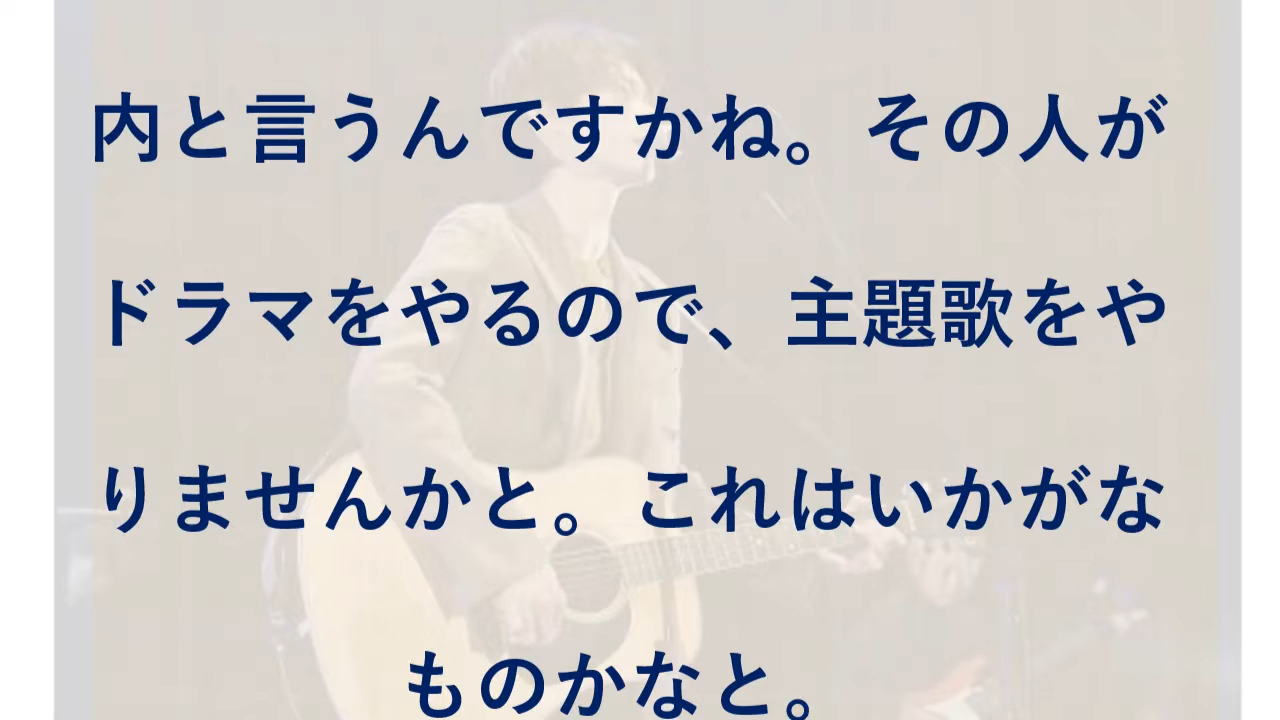 内と言うんですかね。その人が
ドラマをやるので、主題歌をや
りませんかと。これはいかがな
ものかなと。